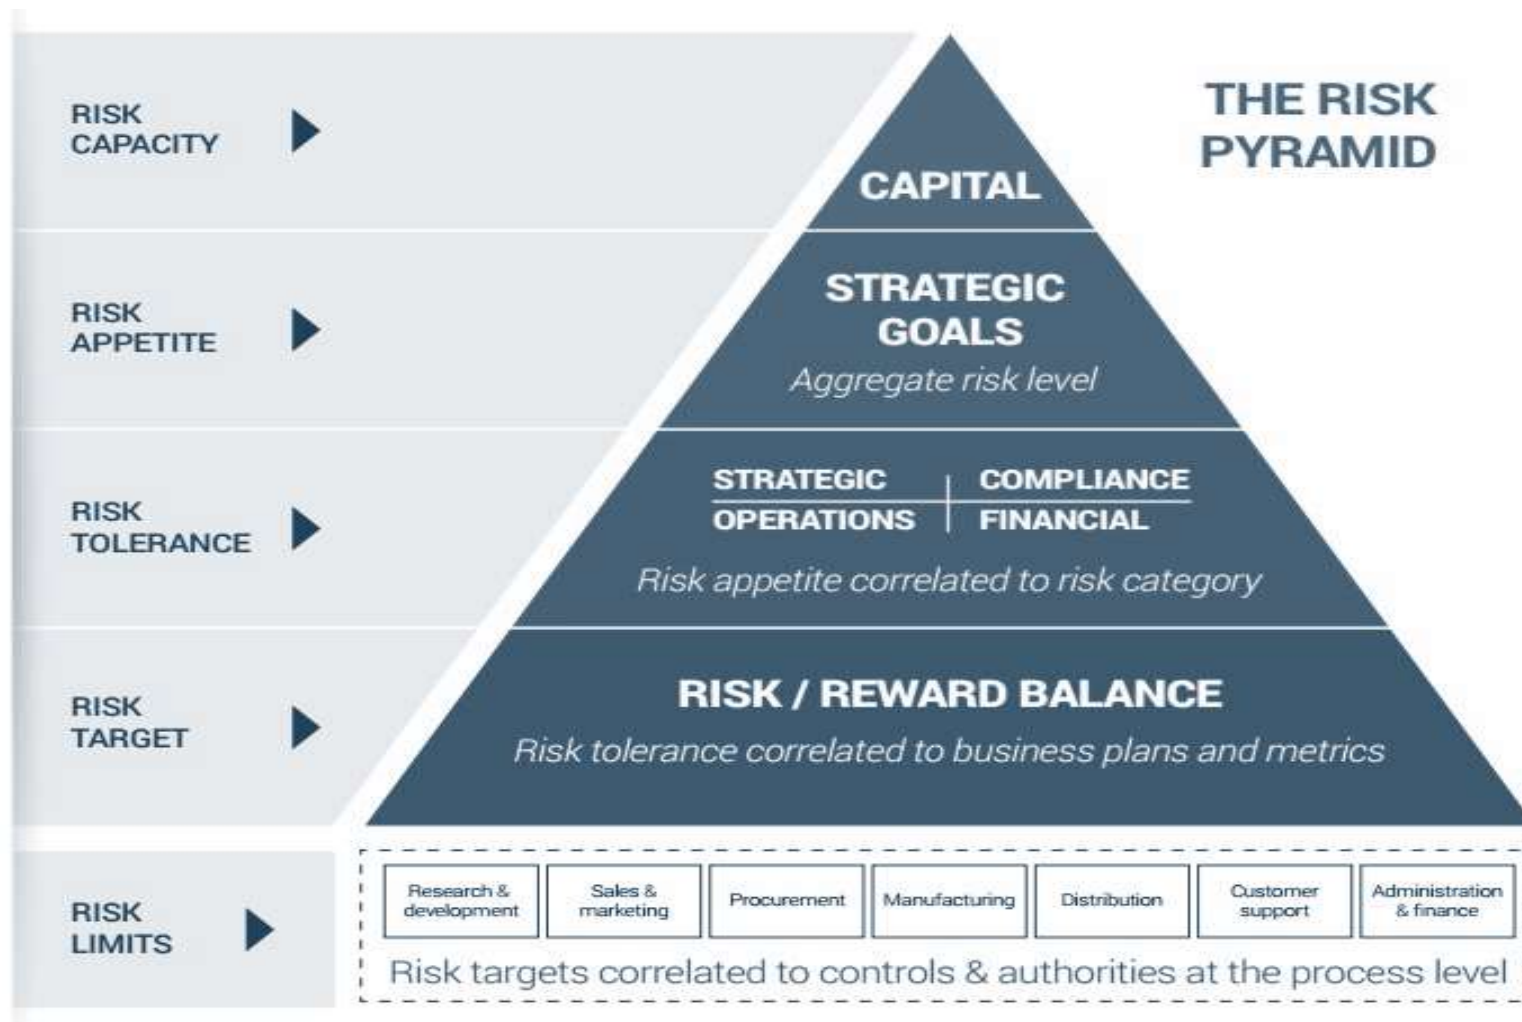 THE RISK
PYRAMID
RISK
CAPACITY
CAPITAL
RISK
APPETITE
STRATEGIC
GOALS
Aggregate risk level
RISK
TOLERANCE
STRATEGIC
COMPLIANCE
OPERATIONS
FINANCIAL
Risk appetite correlated to risk category
RISK
TARGET
RISK / REWARD BALANCE
Risk tolerance correlated to business plans and metrics
RISK
LIMITS
Research &
development
Sales &
marketing
Procurement
Manufacturing
Distribution
Customer
support
Administration
& finance
Risk targets correlated to controls & authorities at the process level